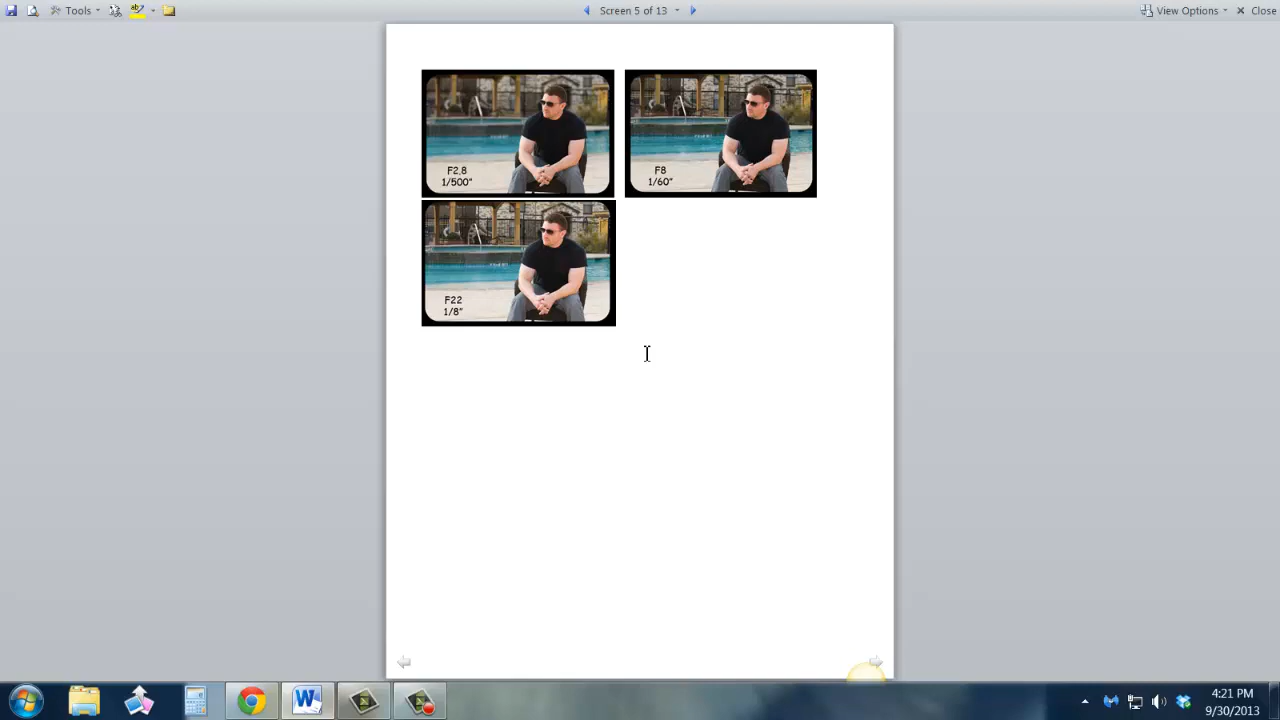 Tools
Screen 5 of 13
View Options
Close
F2.8
1/500"
F8
1/60"
F22
1/8"
4:21 PM
9/30/2013